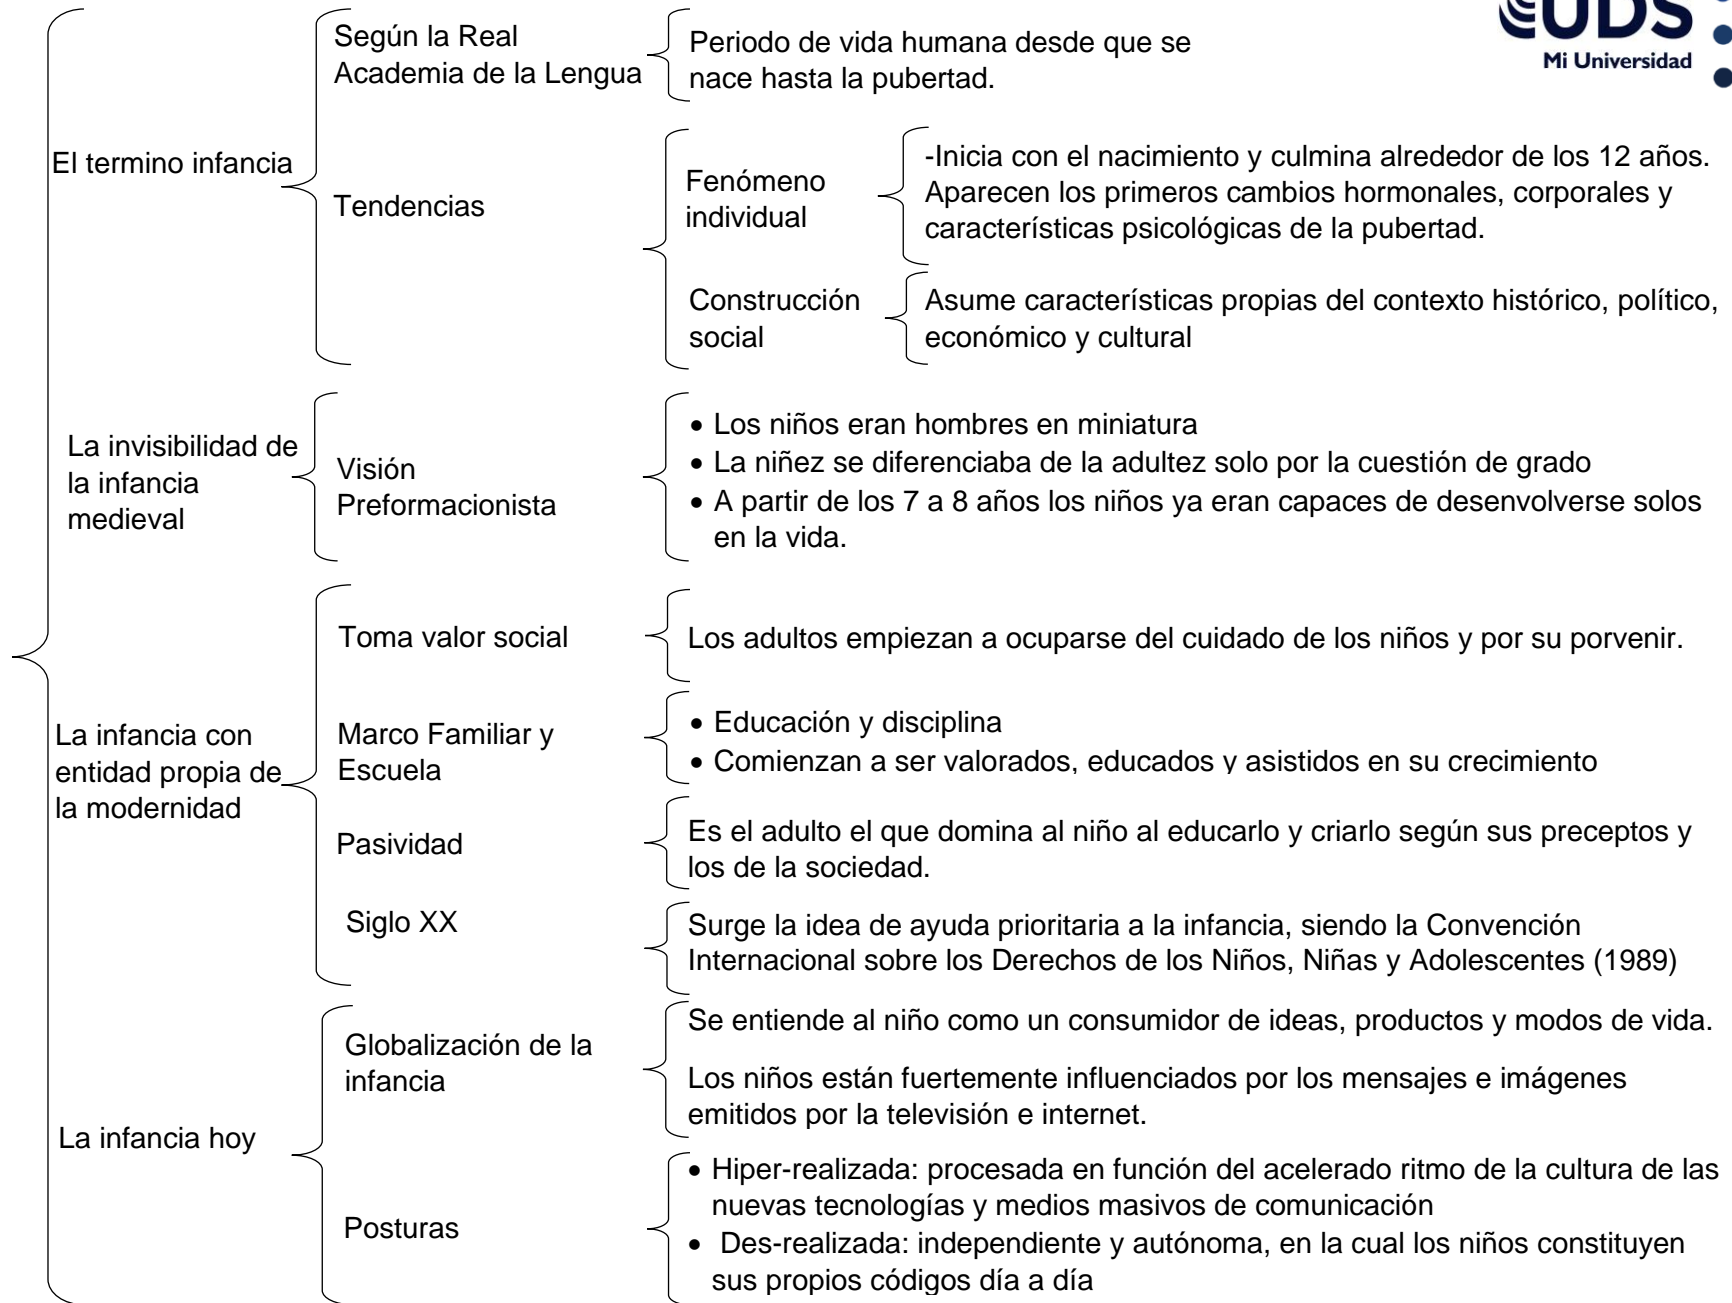 UDS
Mi Universidad
Según la Real
Academia de la Lengua
Periodo de vida humana desde que se
nace hasta la pubertad.
El termino infancia
Tendencias
Fenómeno
individual
-Inicia con el nacimiento y culmina alrededor de los 12 años.
Aparecen los primeros cambios hormonales, corporales y
características psicológicas de la pubertad.
Construcción
social
Asume características propias del contexto histórico, político,
económico y cultural
La invisibilidad de
la infancia
medieval
Visión
Preformacionista
• Los niños eran hombres en miniatura
• La niñez se diferenciaba de la adultez solo por la cuestión de grado
• A partir de los 7 a 8 años los niños ya eran capaces de desenvolverse solos
en la vida.
La infancia con
entidad propia de
la modernidad
Toma valor social
Los adultos empiezan a ocuparse del cuidado de los niños y por su porvenir.
Marco Familiar y
Escuela
• Educación y disciplina
• Comienzan a ser valorados, educados y asistidos en su crecimiento
Pasividad
Es el adulto el que domina al niño al educarlo y criarlo según sus preceptos y
los de la sociedad.
Siglo XX
Surge la idea de ayuda prioritaria a la infancia, siendo la Convención
Internacional sobre los Derechos de los Niños, Niñas y Adolescentes (1989)
La infancia hoy
Globalización de la
infancia
Se entiende al niño como un consumidor de ideas, productos y modos de vida.
Los niños están fuertemente influenciados por los mensajes e imágenes
emitidos por la televisión e internet.
Posturas
• Hiper-realizada: procesada en función del acelerado ritmo de la cultura de las
nuevas tecnologías y medios masivos de comunicación
• Des-realizada: independiente y autónoma, en la cual los niños constituyen
sus propios códigos día a día